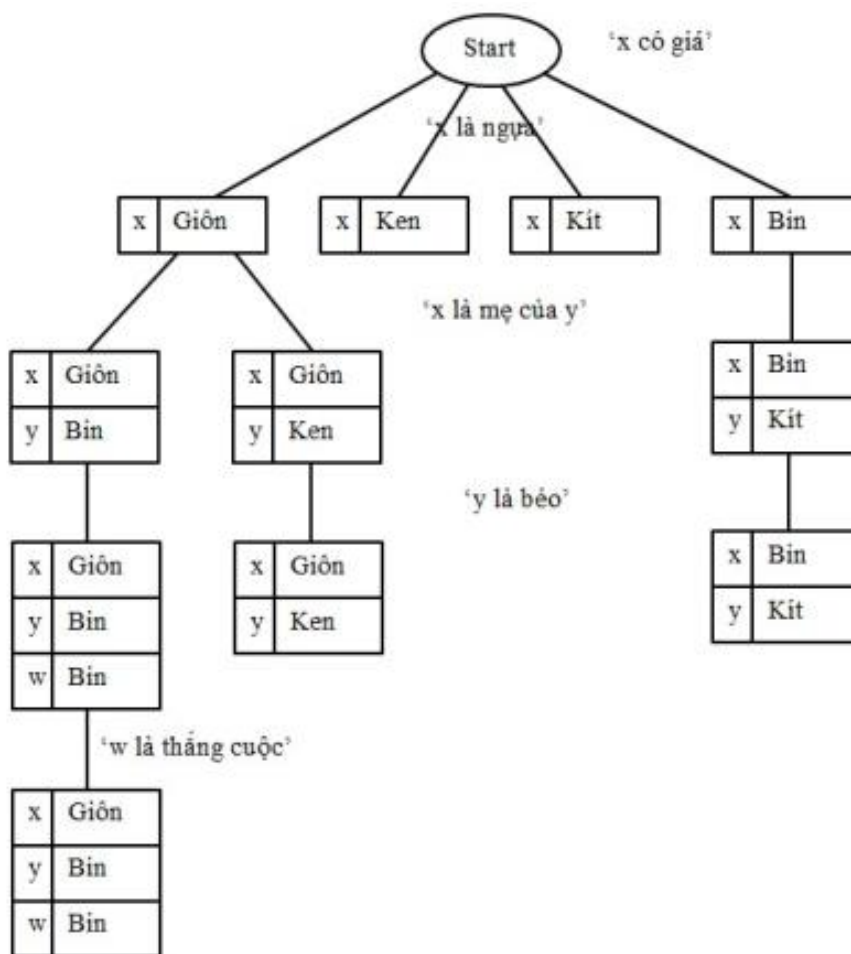 Start
'x có giá'
'x là ngựa'
x Giôn
x Ken
x Kít
x Bin
'x là mẹ của y'
x Giôn
y Bin
x Giôn
y Ken
x Bin
y Kít
'y là béo'
x Giôn
y Bin
w Bin
x Giôn
y Ken
x Bin
y Kít
'w là thắng cuộc'
x Giôn
y Bin
w Bin